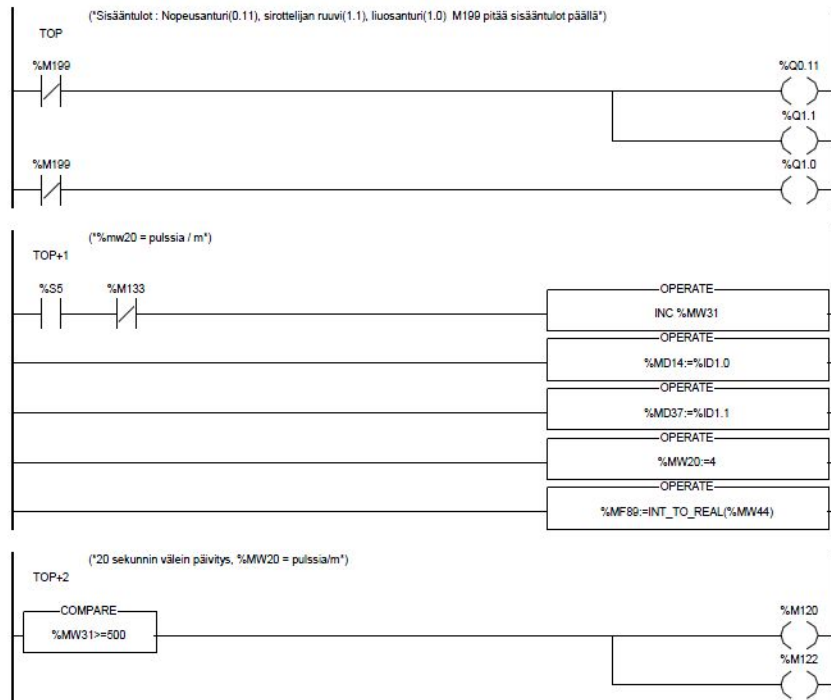 ("Sisääntulot : Nopeusanturi(0.11), sirottelijan ruuvi(1.1), liuosanturi(1.0) M199 pitää sisääntulot päällä")
TOP
%M199
%Q0.11
%Q1.1
%M199
%Q1.0
("%mw20 = pulssia / m")
TOP+1
%S5
%M133
OPERATE
INC %MW31
OPERATE
%MD14:=%ID1.0
OPERATE
%MD37:=%ID1.1
OPERATE
%MW20:=4
OPERATE
%MF89:=INT_TO_REAL(%MW44)
("20 sekunnin välein päivitys, %MW20 = pulssia/m")
TOP+2
COMPARE
%MW31>=500
%M120
%M122